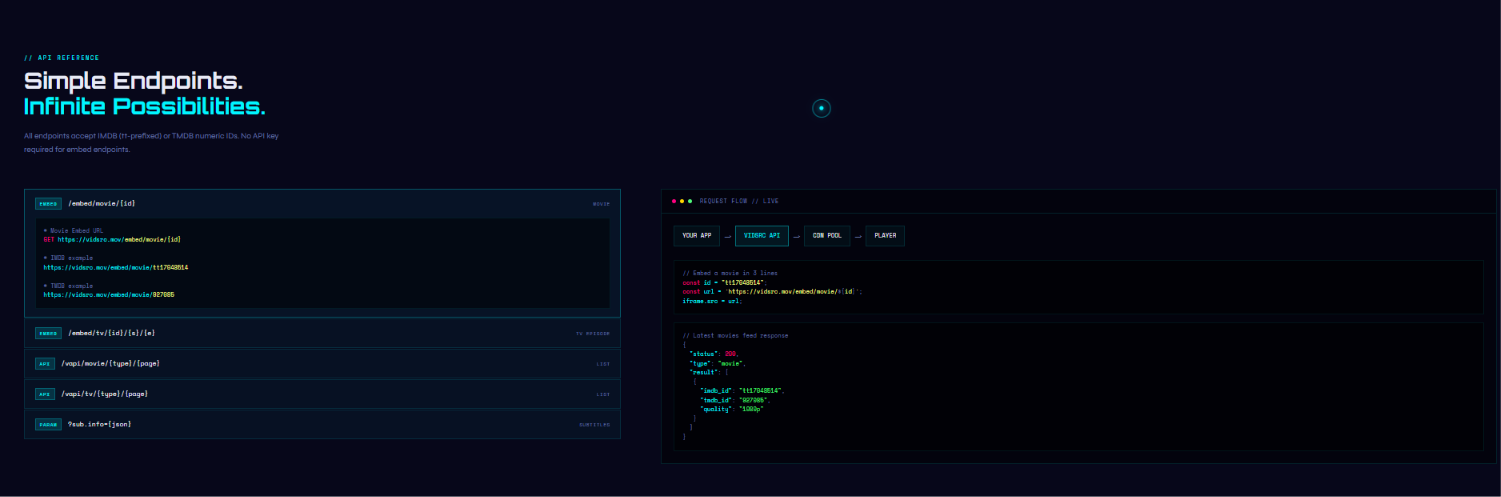 // API REFERENCE
Simple Endpoints.
Infinite Possibilities.
All endpoints accept IMDB (tt-prefixed) or TMDB numeric IDs. No API key
required for embed endpoints.
EMBED /embed/movie/{id} MOVIE
Movie Embed URL
GET https://vidsrc.mov/embed/movie/{id}
IMDB example
https://vidsrc.mov/embed/movie/tt17048514
TMDB example
https://vidsrc.mov/embed/movie/927085
EMBED /embed/tv/{id}/{s}/{e} TV EPISODE
API /vapi/movie/{type}/{page} LIST
API /vapi/tv/{type}/{page} LIST
PARAM ?sub.info={json} SUBTITLES
REQUEST FLOW // LIVE
YOUR APP → VIDSRC API → CDN POOL → PLAYER
// Embed a movie in 3 lines
const id = "tt17048514";
const url = `https://vidsrc.mov/embed/movie/${id}`;
iframe.src = url;
// Latest movies feed response
{
"status": 200,
"type": "movie",
"result": [
{
"imdb_id": "tt17048514",
"tmdb_id": "927085",
"quality": "1080p"
}
]
}